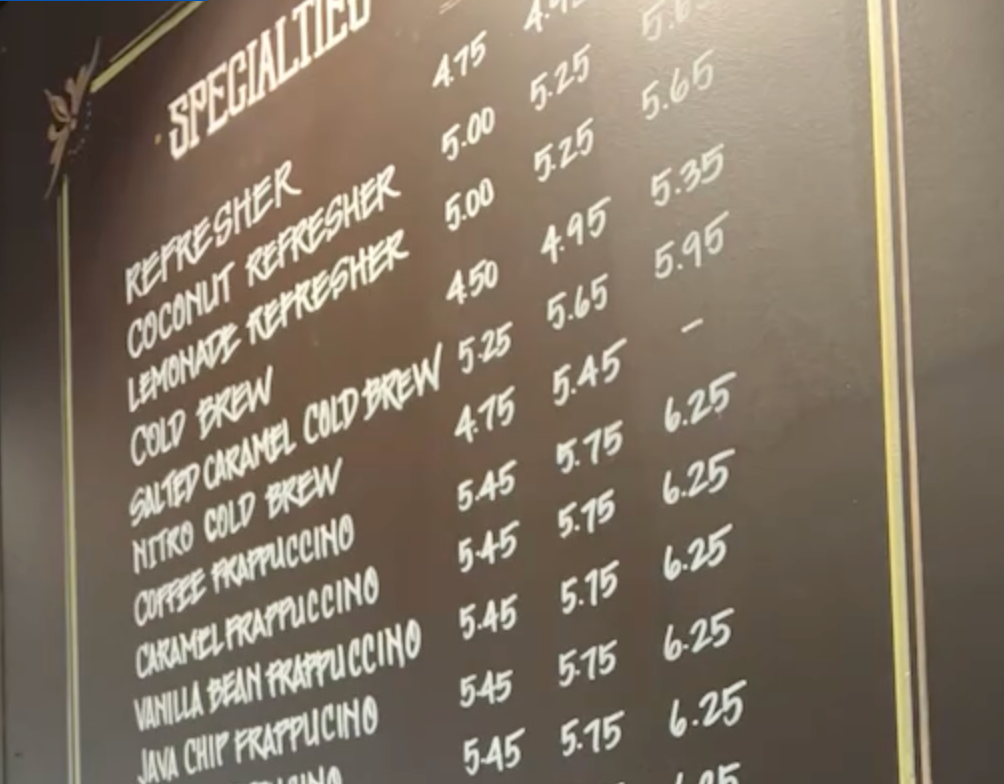 SPECIALTIES
REFRESHER 4.75
COCONUT REFRESHER 5.00 5.25
LEMONADE REFRESHER 5.00 5.25 5.65
COLD BREW 4.50 4.95 5.35
SALTED CARAMEL COLD BREW 5.25 5.65 5.95
NITRO COLD BREW 4.75 5.45 –
COFFEE FRAPPUCCINO 5.45 5.75 6.25
CARAMEL FRAPPUCCINO 5.45 5.75 6.25
VANILLA BEAN FRAPPUCCINO 5.45 5.75 6.25
JAVA CHIP FRAPPUCINO 5.45 5.75 6.25
5.45 5.75 6.25